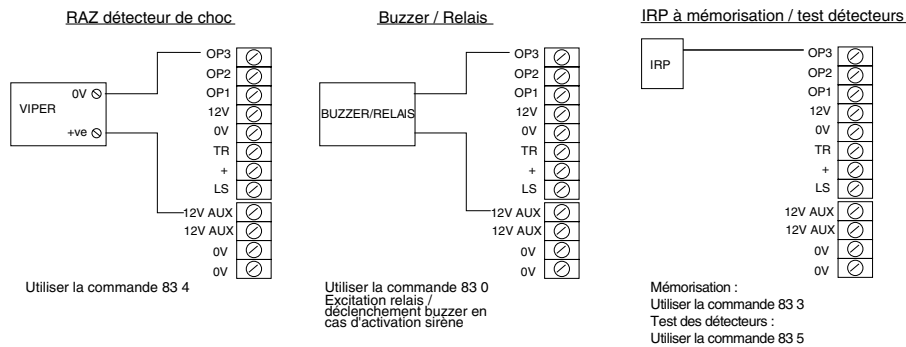 RAZ détecteur de choc
VIPER
0V
+ve
OP3
OP2
OP1
12V
0V
TR
+
LS
12V AUX
12V AUX
0V
0V
Utiliser la commande 83 4
Buzzer / Relais
BUZZER/RELAIS
OP3
OP2
OP1
12V
0V
TR
+
LS
12V AUX
12V AUX
0V
0V
Utiliser la commande 83 0
Excitation relais /
déclenchement buzzer en
cas d'activation sirène
IRP à mémorisation / test détecteurs
IRP
OP3
OP2
OP1
12V
0V
TR
+
LS
12V AUX
12V AUX
0V
0V
Mémorisation :
Utiliser la commande 83 3
Test des détecteurs :
Utiliser la commande 83 5